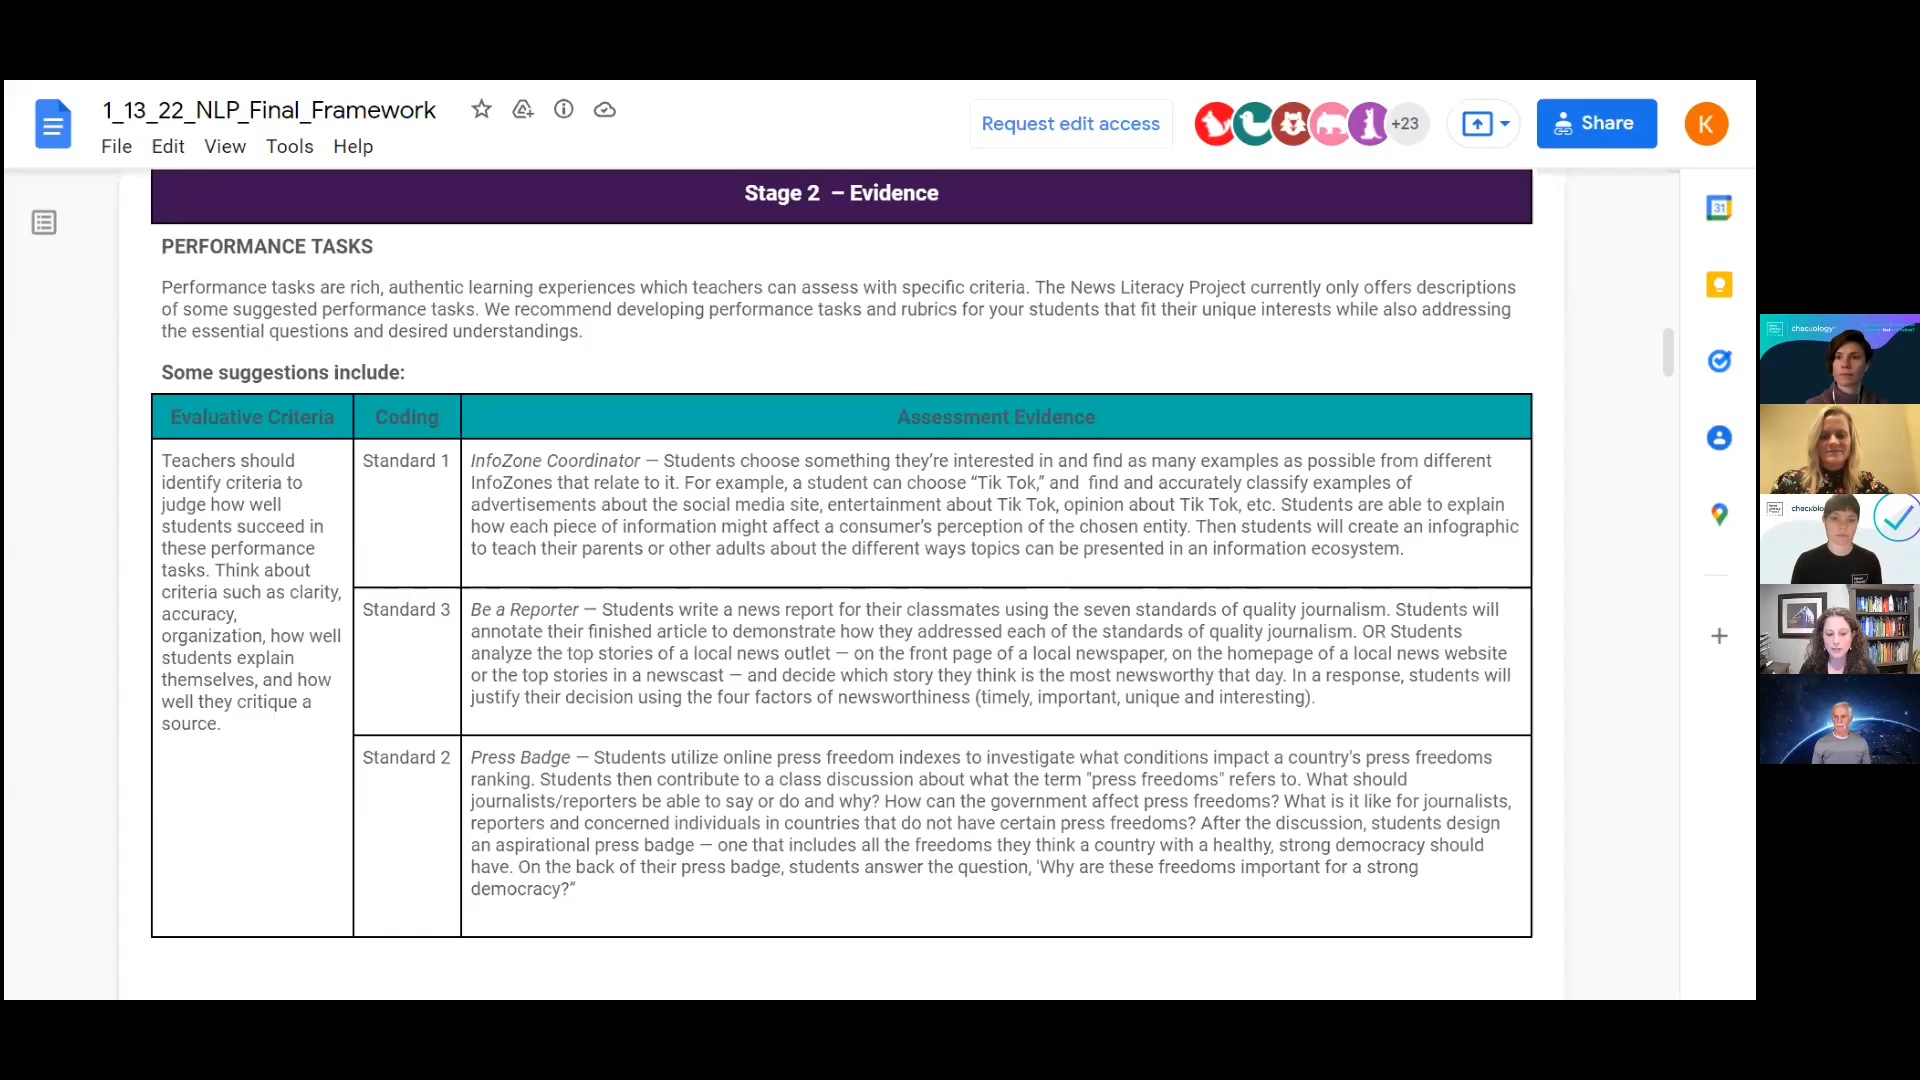 1_13_22_NLP_Final_Framework
File Edit View Tools Help
Request edit access
+23
Share
K
Stage 2 – Evidence
PERFORMANCE TASKS
Performance tasks are rich, authentic learning experiences which teachers can assess with specific criteria. The News Literacy Project currently only offers descriptions
of some suggested performance tasks. We recommend developing performance tasks and rubrics for your students that fit their unique interests while also addressing
the essential questions and desired understandings.
Some suggestions include:
Evaluative Criteria
Coding
Assessment Evidence
Teachers should
identify criteria to
judge how well
students succeed in
these performance
tasks. Think about
criteria such as clarity,
accuracy,
organization, how well
students explain
themselves, and how
well they critique a
source.
Standard 1
InfoZone Coordinator — Students choose something they’re interested in and find as many examples as possible from different
InfoZones that relate to it. For example, a student can choose “Tik Tok,” and find and accurately classify examples of
advertisements about the social media site, entertainment about Tik Tok, opinion about Tik Tok, etc. Students are able to explain
how each piece of information might affect a consumer’s perception of the chosen entity. Then students will create an infographic
to teach their parents or other adults about the different ways topics can be presented in an information ecosystem.
Standard 3
Be a Reporter — Students write a news report for their classmates using the seven standards of quality journalism. Students will
annotate their finished article to demonstrate how they addressed each of the standards of quality journalism. OR Students
analyze the top stories of a local news outlet — on the front page of a local newspaper, on the homepage of a local news website
or the top stories in a newscast — and decide which story they think is the most newsworthy that day. In a response, students will
justify their decision using the four factors of newsworthiness (timely, important, unique and interesting).
Standard 2
Press Badge — Students utilize online press freedom indexes to investigate what conditions impact a country's press freedoms
ranking. Students then contribute to a class discussion about what the term "press freedoms" refers to. What should
journalists/reporters be able to say or do and why? How can the government affect press freedoms? What is it like for journalists,
reporters and concerned individuals in countries that do not have certain press freedoms? After the discussion, students design
an aspirational press badge — one that includes all the freedoms they think a country with a healthy, strong democracy should
have. On the back of their press badge, students answer the question, 'Why are these freedoms important for a strong
democracy?”
31
checkology